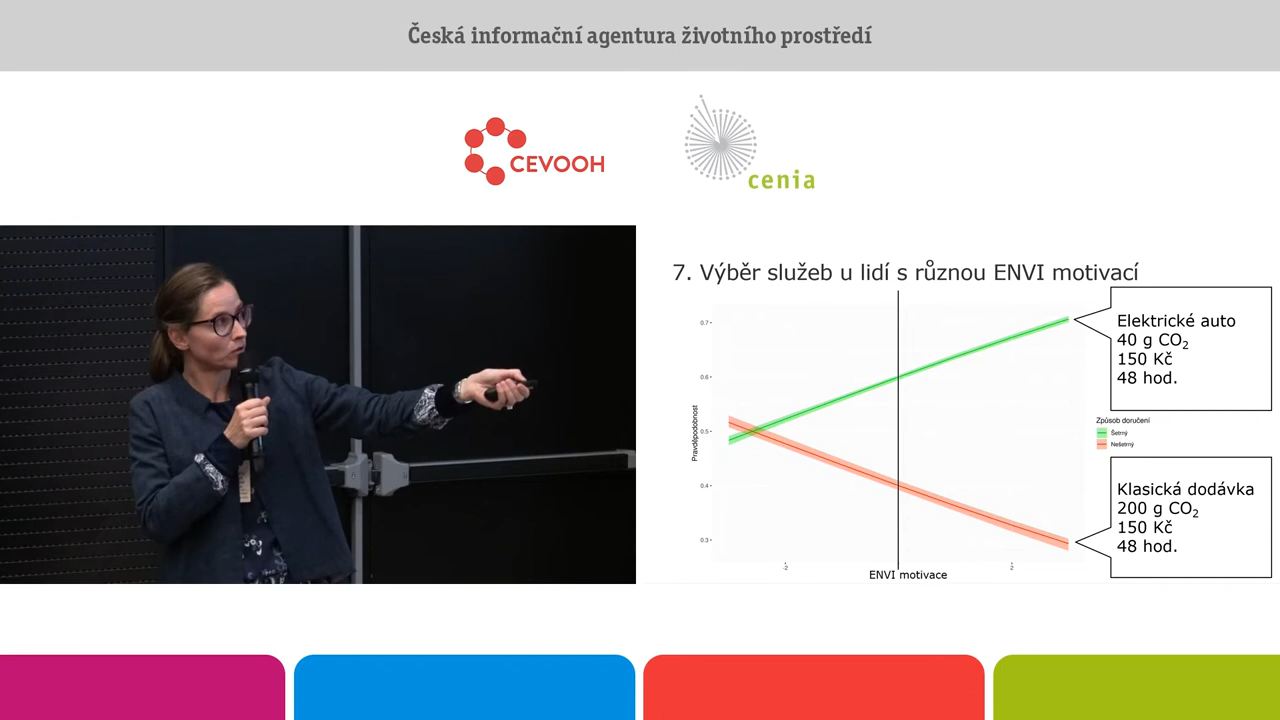 Česká informační agentura životního prostředí
CEVOOH
cenia
7. Výběr služeb u lidí s různou ENVI motivací
Elektrické auto
40 g CO₂
150 Kč
48 hod.
0.7
0.6
0.5
0.4
0.3
Pravděpodobnost
-2
2
ENVI motivace
Způsob doručení
Šetrný
Nešetrný
Klasická dodávka
200 g CO₂
150 Kč
48 hod.